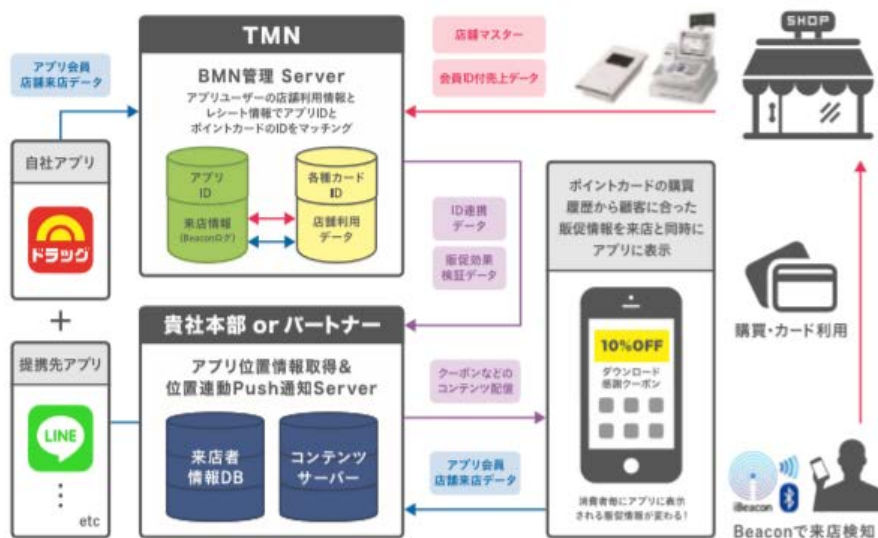 TMN
BMN管理 Server
アプリユーザーの店舗利用情報と
レシート情報でアプリIDと
ポイントカードのIDをマッチング
アプリ
ID
来店情報
(Beaconログ)
各種カード
ID
店舗利用
データ
アプリ会員
店舗来店データ
自社アプリ
ドラッグ
+
提携先アプリ
LINE
etc
貴社本部 or パートナー
アプリ位置情報取得&
位置連動Push通知Server
来店者
情報DB
コンテンツ
サーバー
店舗マスター
会員ID付売上データ
ID連携
データ
販促効果
検証データ
クーポンなどの
コンテンツ配信
アプリ会員
店舗来店データ
ポイントカードの購買
履歴から顧客に合った
販促情報を来店と同時に
アプリに表示
10%OFF
ダウンロード
感謝クーポン
消費者毎にアプリに表示
される販促情報が変わる!
SHOP
購買・カード利用
iBeacon
Beaconで来店検知